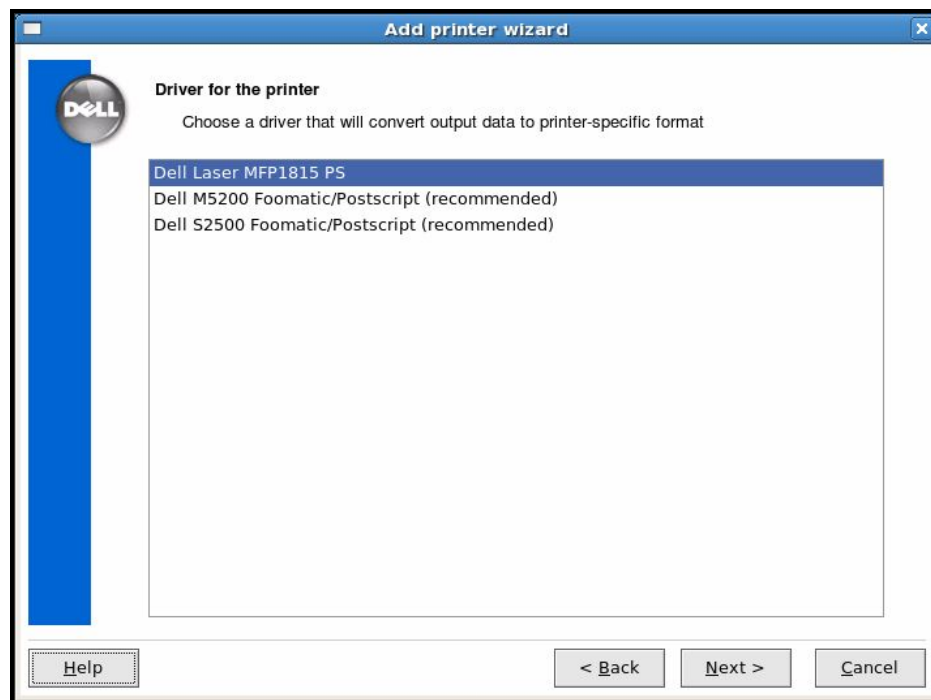 Add printer wizard
DELL
Driver for the printer
Choose a driver that will convert output data to printer-specific format
Dell Laser MFP1815 PS
Dell M5200 Foomatic/Postscript (recommended)
Dell S2500 Foomatic/Postscript (recommended)
Help
< Back
Next >
Cancel